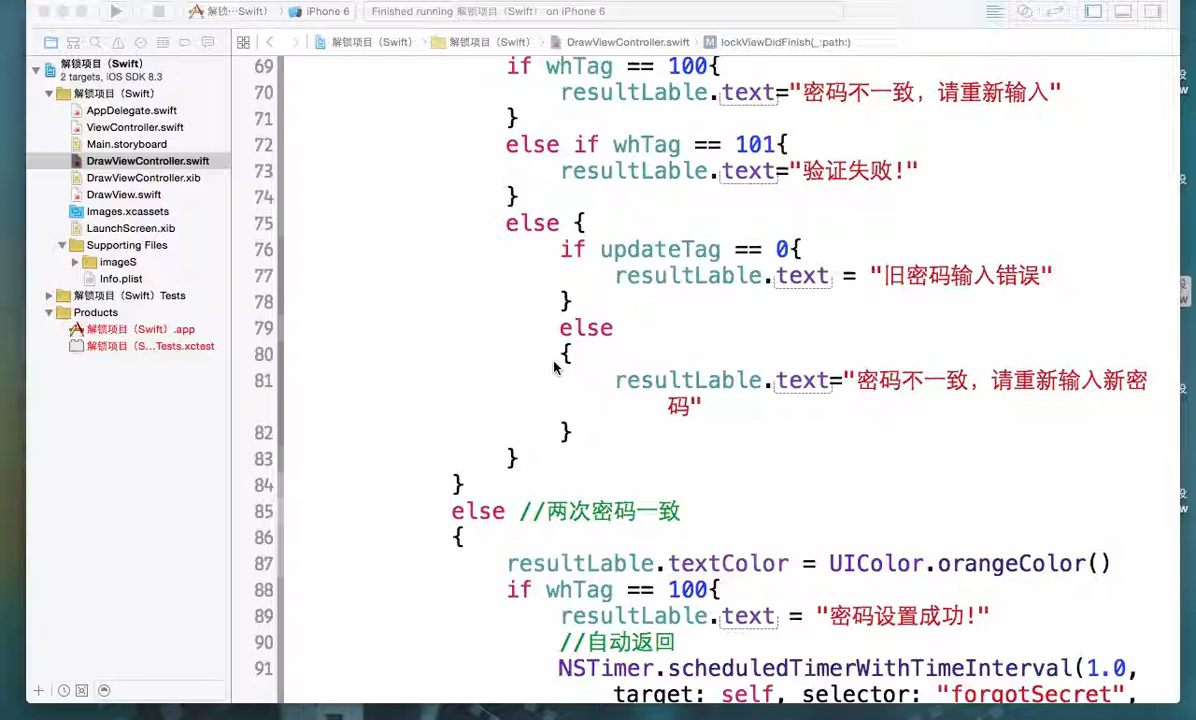 解锁···Swift) iPhone 6 Finished running 解锁项目（Swift）on iPhone 6
解锁项目（Swift） 解锁项目（Swift） DrawViewController.swift M lockViewDidFinish(_:path:)
解锁项目（Swift）
2 targets, iOS SDK 8.3
解锁项目（Swift）
AppDelegate.swift
ViewController.swift
Main.storyboard
DrawViewController.swift
DrawViewController.xib
DrawView.swift
Images.xcassets
LaunchScreen.xib
Supporting Files
imageS
Info.plist
解锁项目（Swift）Tests
Products
解锁项目（Swift）.app
解锁项目（S...Tests.xctest
69 if whTag == 100{
70 resultLable.text="密码不一致，请重新输入"
71 }
72 else if whTag == 101{
73 resultLable.text="验证失败!"
74 }
75 else {
76 if updateTag == 0{
77 resultLable.text = "旧密码输入错误"
78 }
79 else
80 {
81 resultLable.text="密码不一致，请重新输入新密
码"
82 }
83 }
84 }
85 else //两次密码一致
86 {
87 resultLable.textColor = UIColor.orangeColor()
88 if whTag == 100{
89 resultLable.text = "密码设置成功!"
90 //自动返回
91 NSTimer.scheduledTimerWithTimeInterval(1.0,
target: self, selector: "forgotSecret",